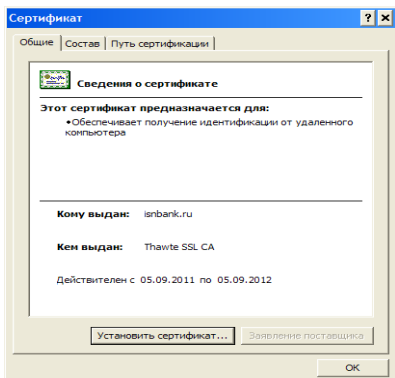 Сертификат
Общие Состав Путь сертификации
Сведения о сертификате
Этот сертификат предназначается для:
•Обеспечивает получение идентификации от удаленного
компьютера
Кому выдан: isnbank.ru
Кем выдан: Thawte SSL CA
Действителен с 05.09.2011 по 05.09.2012
Установить сертификат... Заявление поставщика
ОК